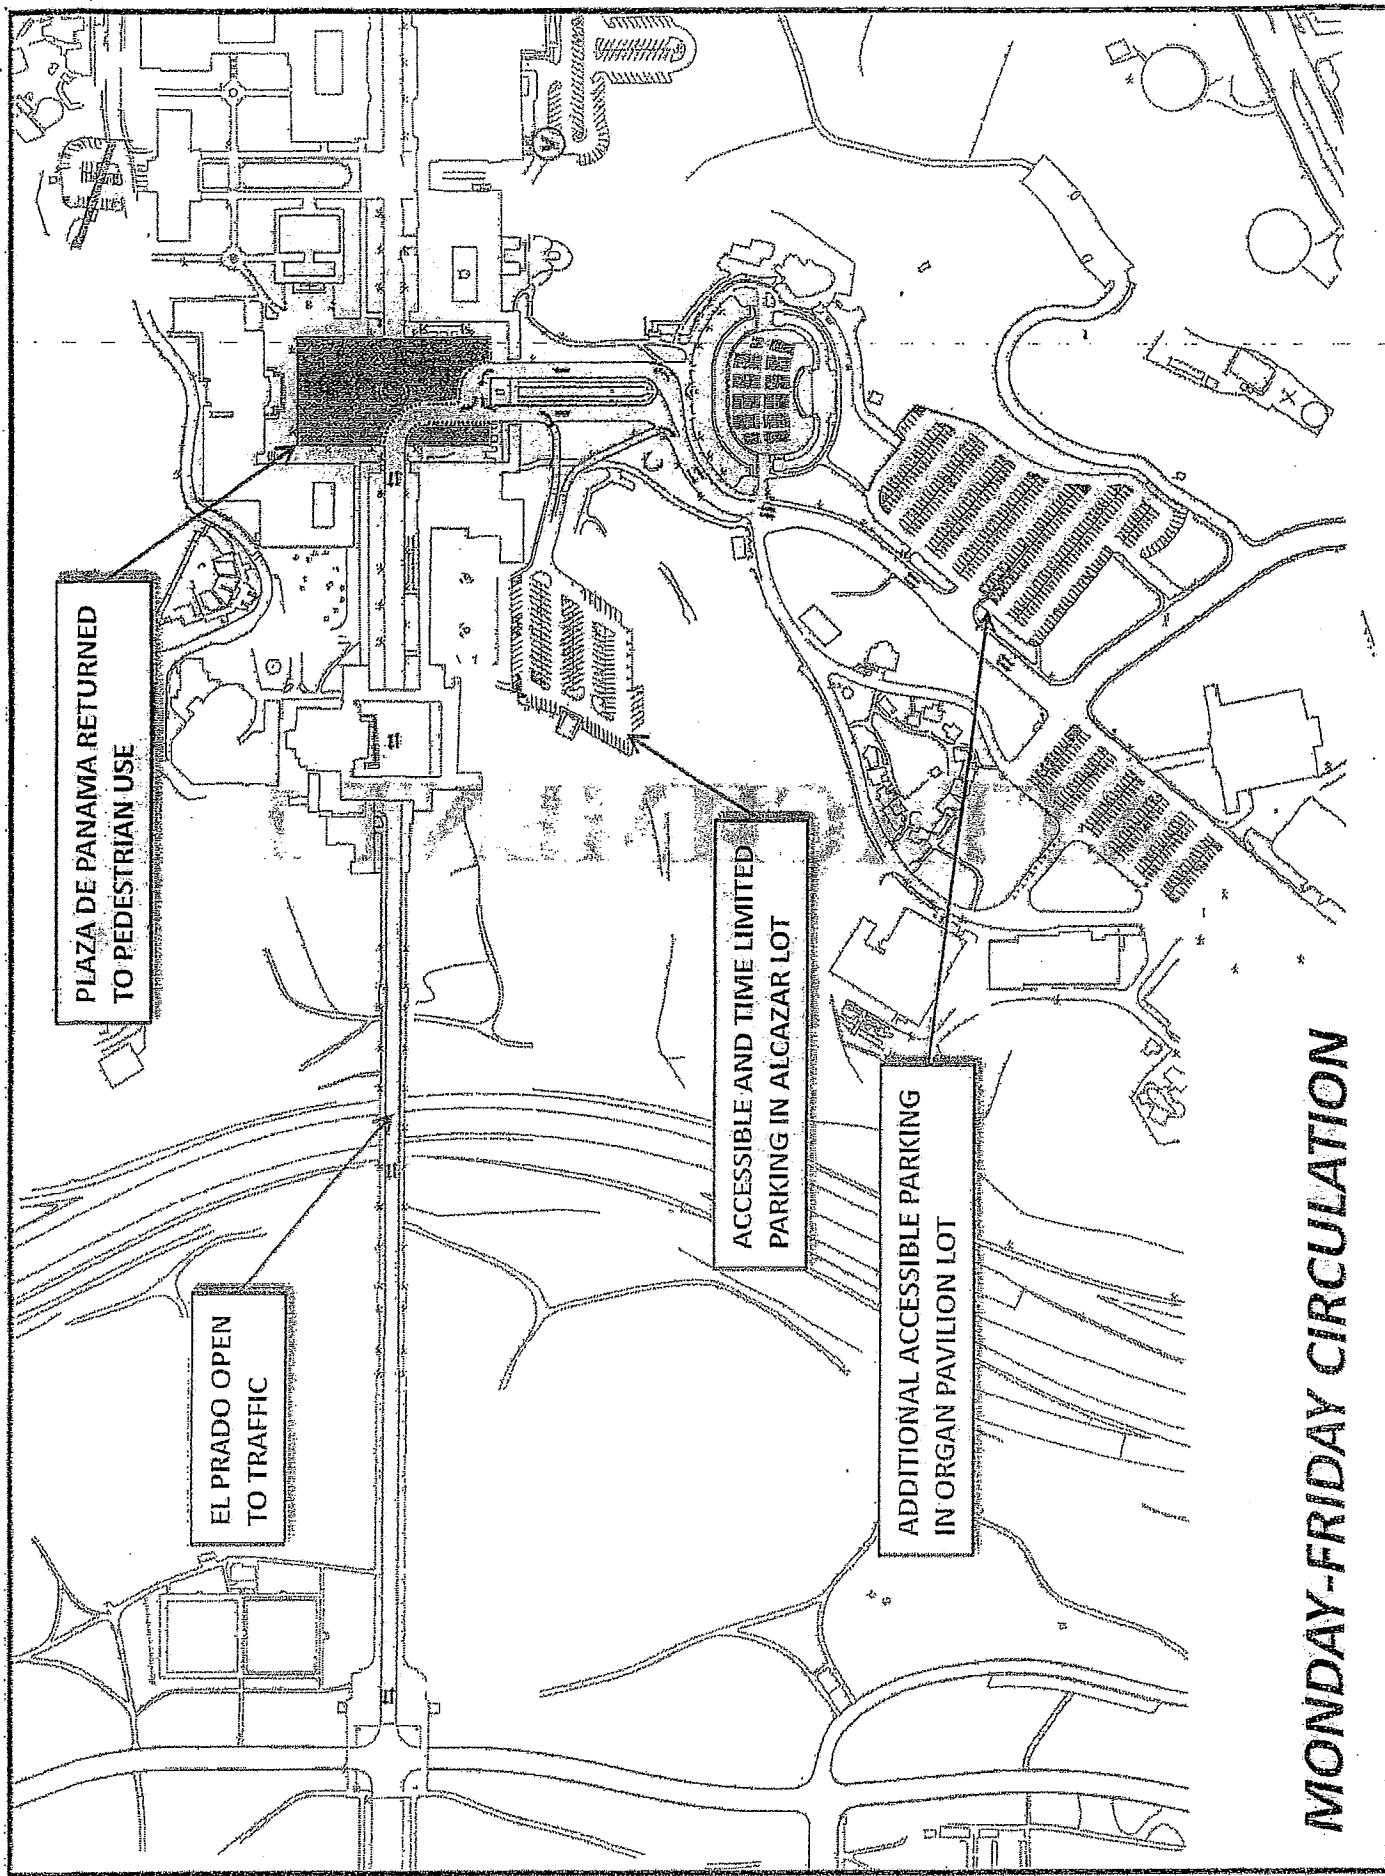 PLAZA DE PANAMA RETURNED
TO PEDESTRIAN USE
EL PRADO OPEN
TO TRAFFIC
ACCESSIBLE AND TIME LIMITED
PARKING IN ALCAZAR LOT
ADDITIONAL ACCESSIBLE PARKING
IN ORGAN PAVILION LOT
MONDAY-FRIDAY CIRCULATION